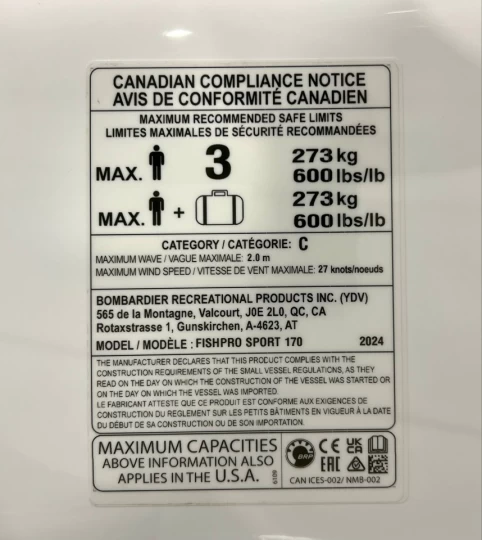 CANADIAN COMPLIANCE NOTICE
AVIS DE CONFORMITÉ CANADIEN
MAXIMUM RECOMMENDED SAFE LIMITS
LIMITES MAXIMALES DE SÉCURITÉ RECOMMANDÉES
MAX. 3 273 kg
600 lbs/lb
MAX. + 273 kg
600 lbs/lb
CATEGORY / CATÉGORIE: C
MAXIMUM WAVE / VAGUE MAXIMALE: 2.0 m
MAXIMUM WIND SPEED / VITESSE DE VENT MAXIMALE: 27 knots/noeuds
BOMBARDIER RECREATIONAL PRODUCTS INC. (YDV)
565 de la Montagne, Valcourt, J0E 2L0, QC, CA
Rotaxstrasse 1, Gunskirchen, A-4623, AT
MODEL / MODÈLE : FISHPRO SPORT 170 2024
THE MANUFACTURER DECLARES THAT THIS PRODUCT COMPLIES WITH THE
CONSTRUCTION REQUIREMENTS OF THE SMALL VESSEL REGULATIONS, AS THEY
READ ON THE DAY ON WHICH THE CONSTRUCTION OF THE VESSEL WAS STARTED OR
ON THE DAY ON WHICH THE VESSEL WAS IMPORTED.
LE FABRICANT ATTESTE QUE CE PRODUIT EST CONFORME AUX EXIGENCES DE
CONSTRUCTION DU REGLEMENT SUR LES PETITS BÂTIMENTS EN VIGUEUR À LA DATE
DU DÉBUT DE SA CONSTRUCTION OU DE SON IMPORTATION.
MAXIMUM CAPACITIES
ABOVE INFORMATION ALSO
APPLIES IN THE U.S.A.
BRP CE UK CA
EAC
CAN ICES-002/ NMB-002